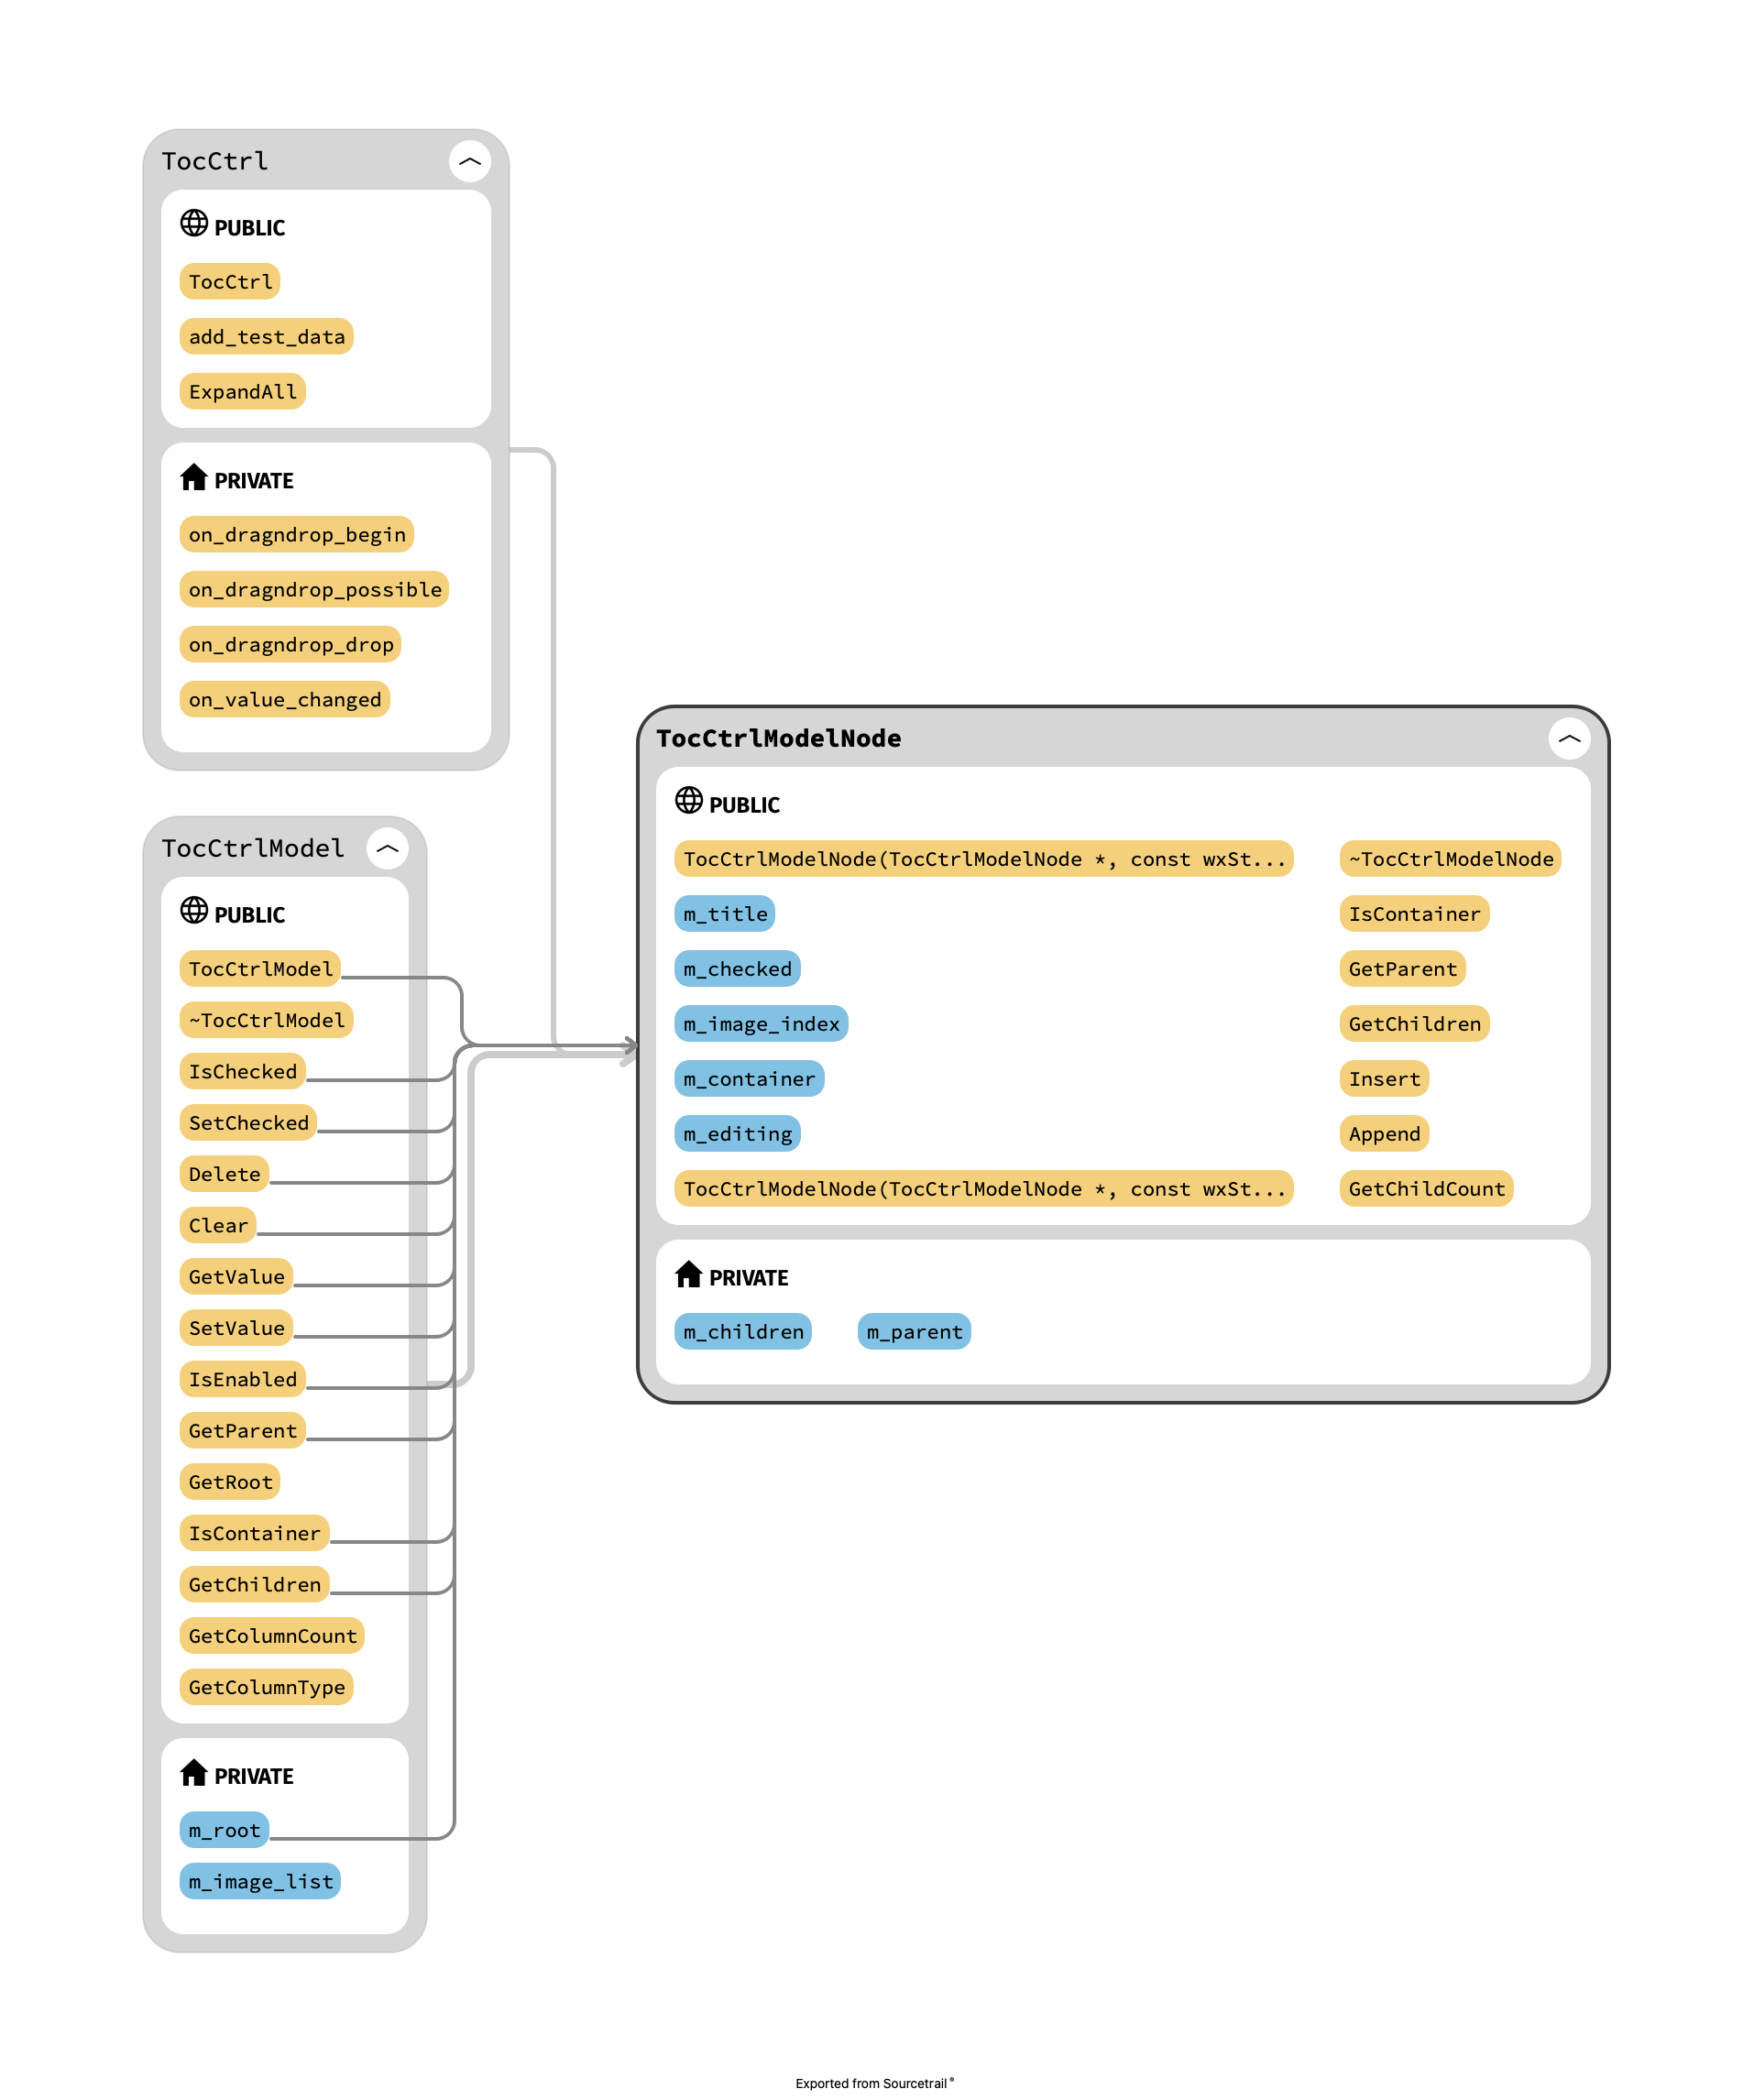 TocCtrl
PUBLIC
TocCtrl
add_test_data
ExpandAll
PRIVATE
on_dragndrop_begin
on_dragndrop_possible
on_dragndrop_drop
on_value_changed
TocCtrlModel
PUBLIC
TocCtrlModel
~TocCtrlModel
IsChecked
SetChecked
Delete
Clear
GetValue
SetValue
IsEnabled
GetParent
GetRoot
IsContainer
GetChildren
GetColumnCount
GetColumnType
PRIVATE
m_root
m_image_list
TocCtrlModelNode
PUBLIC
TocCtrlModelNode(TocCtrlModelNode *, const wxSt... ~TocCtrlModelNode
m_title IsContainer
m_checked GetParent
m_image_index GetChildren
m_container Insert
m_editing Append
TocCtrlModelNode(TocCtrlModelNode *, const wxSt... GetChildCount
PRIVATE
m_children m_parent
Exported from Sourcetrail®